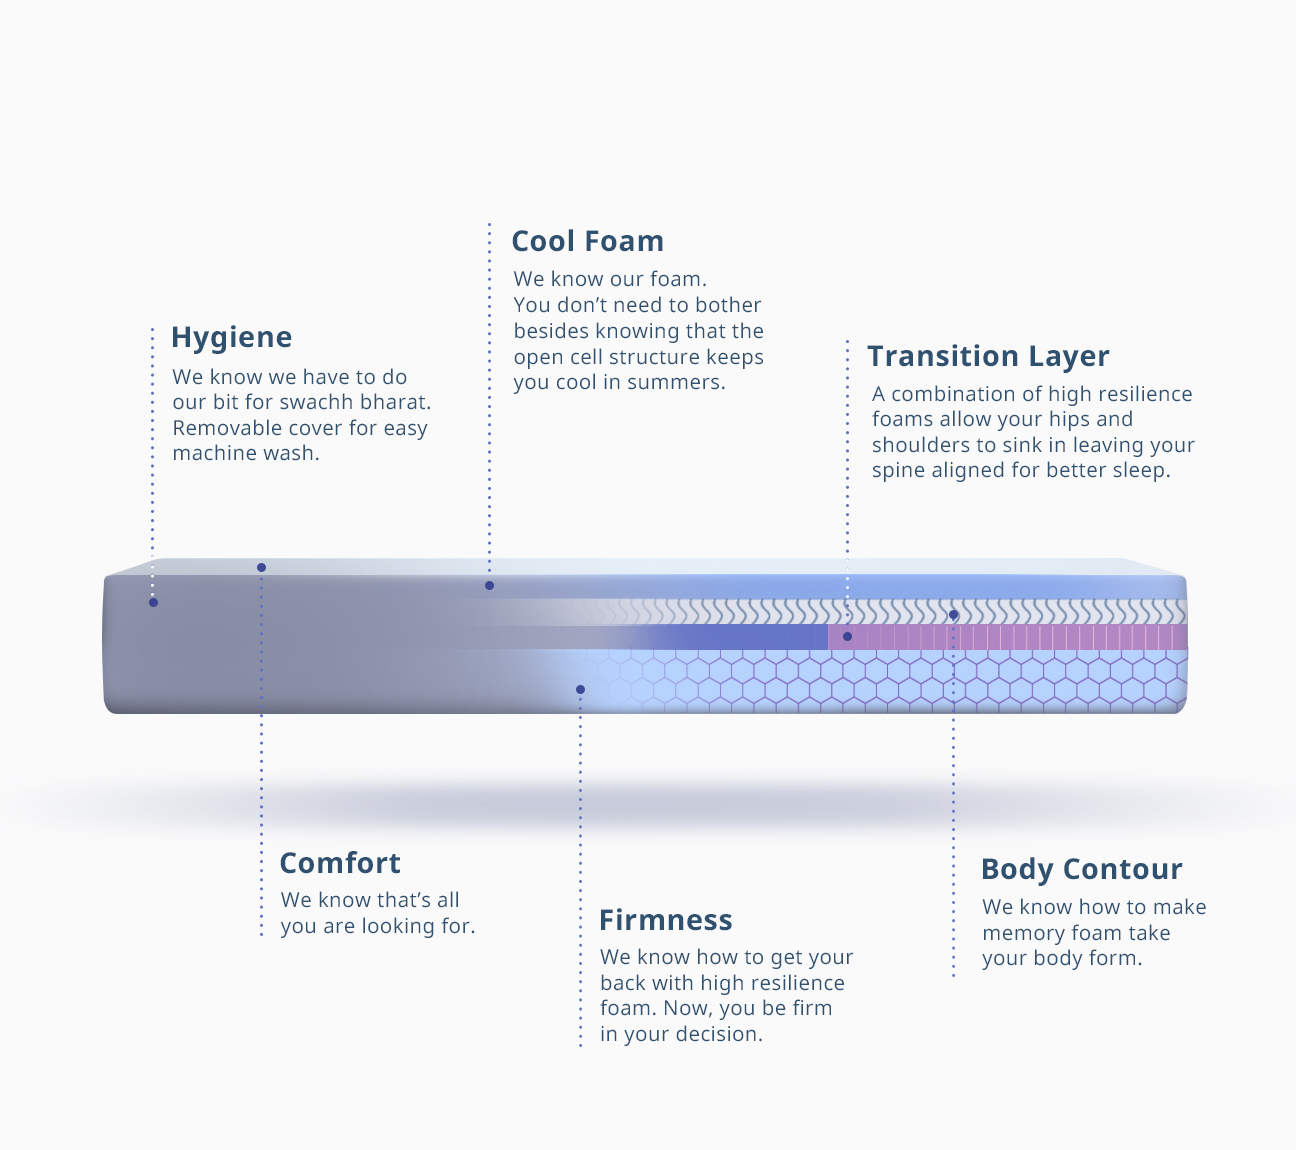 Cool Foam
We know our foam.
You don’t need to bother
besides knowing that the
open cell structure keeps
you cool in summers.
Hygiene
We know we have to do
our bit for swachh bharat.
Removable cover for easy
machine wash.
Transition Layer
A combination of high resilience
foams allow your hips and
shoulders to sink in leaving your
spine aligned for better sleep.
Comfort
We know that’s all
you are looking for.
Firmness
We know how to get your
back with high resilience
foam. Now, you be firm
in your decision.
Body Contour
We know how to make
memory foam take
your body form.